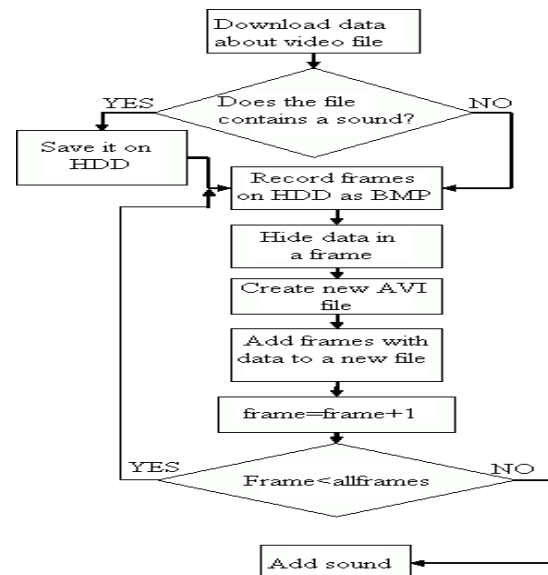 Download data
about video file
YES
Does the file
contains a sound?
NO
Save it on
HDD
Record frames
on HDD as BMP
Hide data in
a frame
Create new AVI
file
Add frames with
data to a new file
frame=frame+1
YES
Frame<allframes
NO
Add sound